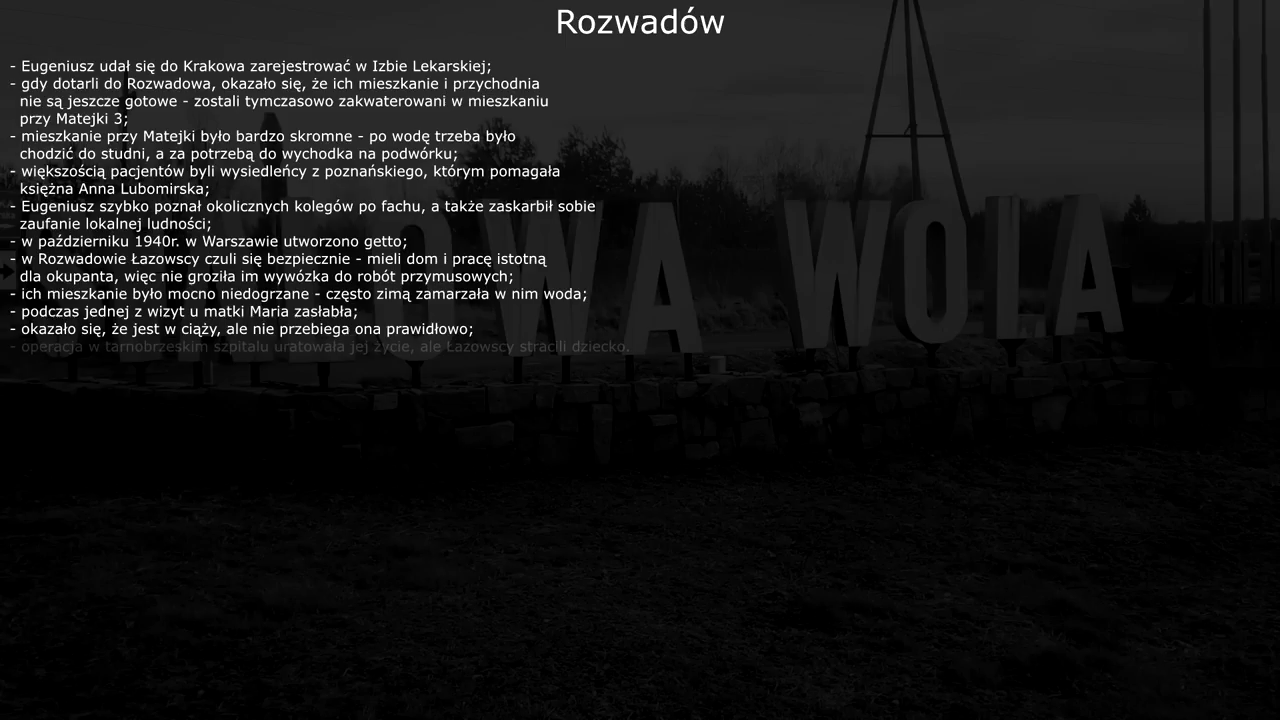 Rozwadów
- Eugeniusz udał się do Krakowa zarejestrować w Izbie Lekarskiej;
- gdy dotarli do Rozwadowa, okazało się, że ich mieszkanie i przychodnia
nie są jeszcze gotowe - zostali tymczasowo zakwaterowani w mieszkaniu
przy Matejki 3;
- mieszkanie przy Matejki było bardzo skromne - po wodę trzeba było
chodzić do studni, a za potrzebą do wychodka na podwórku;
- większością pacjentów byli wysiedleńcy z poznańskiego, którym pomagała
księżna Anna Lubomirska;
- Eugeniusz szybko poznał okolicznych kolegów po fachu, a także zaskarbił sobie
zaufanie lokalnej ludności;
- w październiku 1940r. w Warszawie utworzono getto;
- w Rozwadowie Łazowscy czuli się bezpiecznie - mieli dom i pracę istotną
dla okupanta, więc nie groziła im wywózka do robót przymusowych;
- ich mieszkanie było mocno niedogrzane - często zimą zamarzała w nim woda;
- podczas jednej z wizyt u matki Maria zasłabła;
- okazało się, że jest w ciąży, ale nie przebiega ona prawidłowo;
- operacja w tarnobrzeskim szpitalu uratowała jej życie, ale Łazowscy stracili dziecko.
OWA WOLA